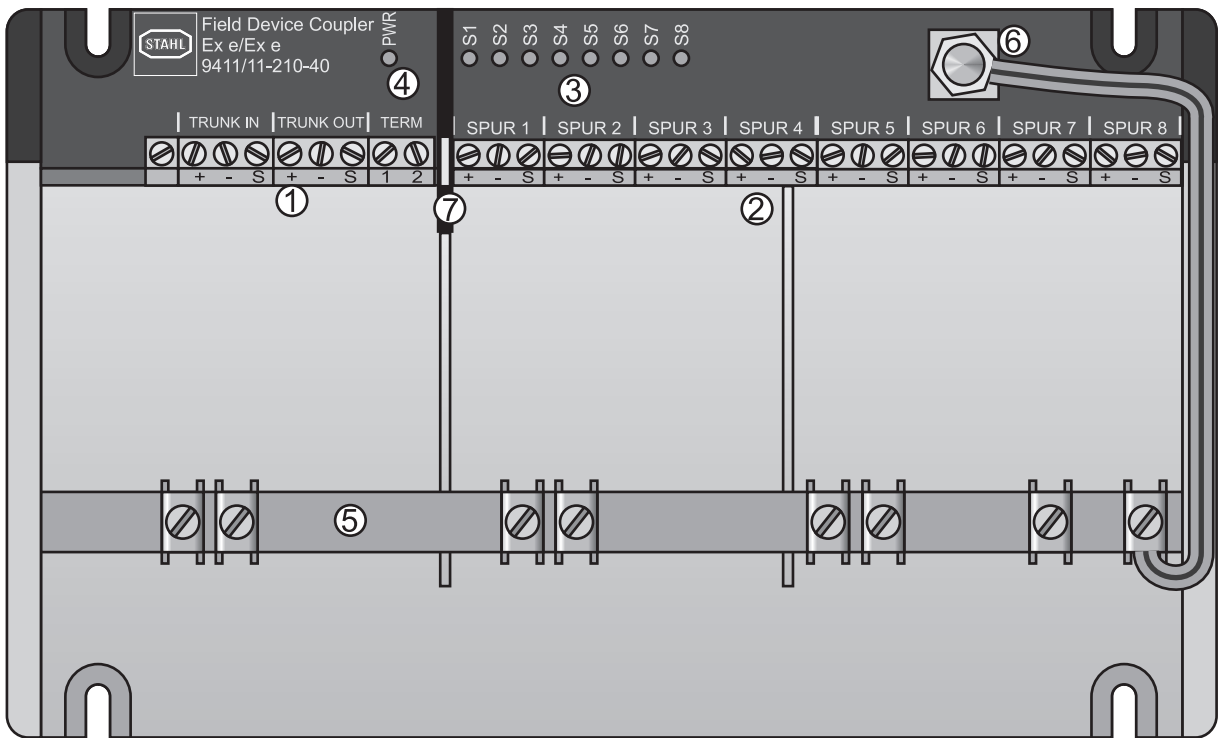 STAHL
Field Device Coupler
Ex e/Ex e
9411/11-210-40
PWR
4
S1 S2 S3 S4 S5 S6 S7 S8
3
6
TRUNK IN TRUNK OUT TERM SPUR 1 SPUR 2 SPUR 3 SPUR 4 SPUR 5 SPUR 6 SPUR 7 SPUR 8
+ - S + - S 1 2 + - S + - S + - S + - S + - S + - S + - S + - S
1 7 2
5